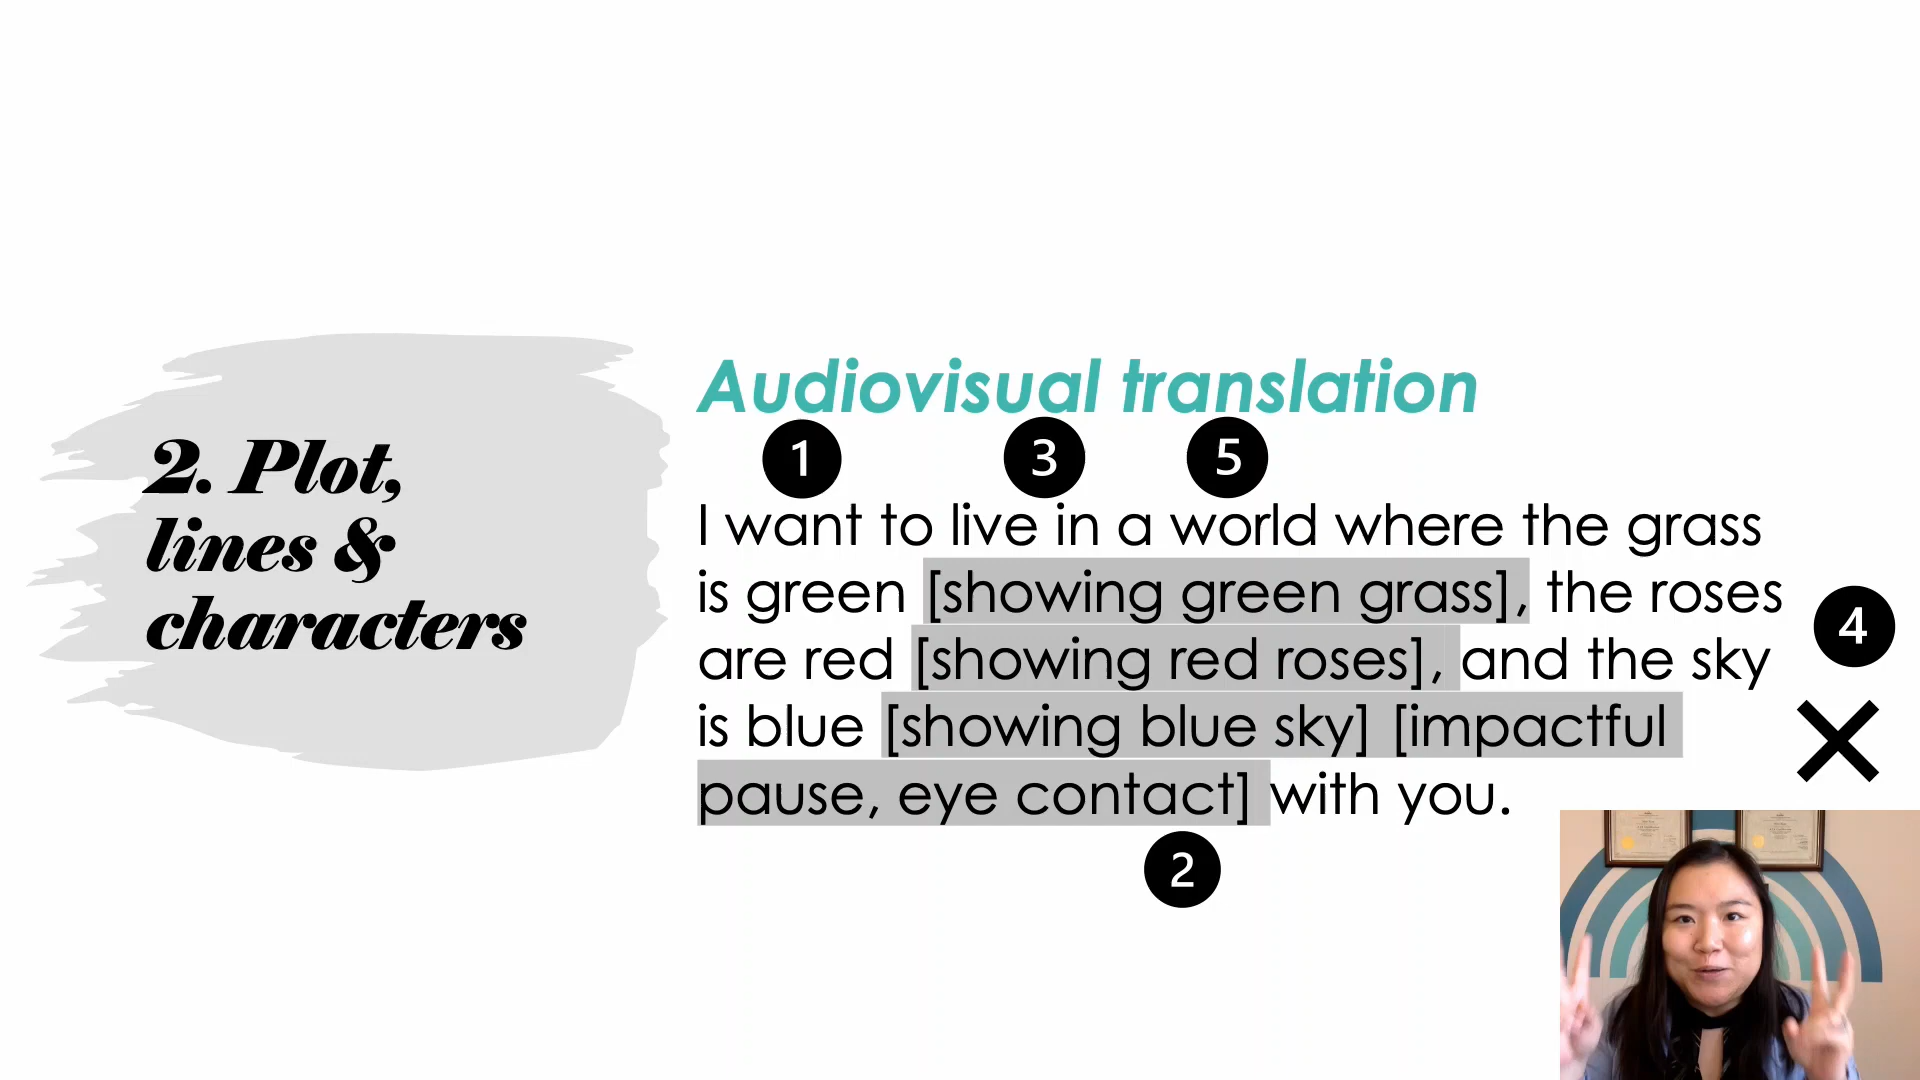 2. Plot,
lines &
characters
Audiovisual translation
1 3 5
I want to live in a world where the grass
is green [showing green grass], the roses
are red [showing red roses], and the sky
4
is blue [showing blue sky] [impactful
pause, eye contact] with you.
2